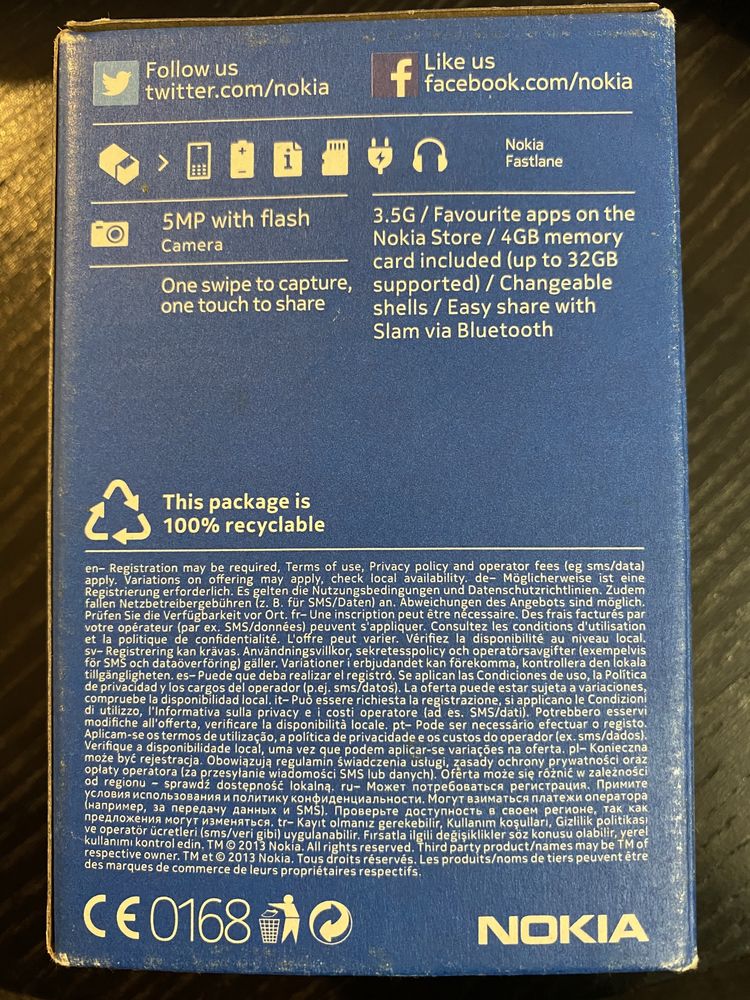 Follow us
twitter.com/nokia
Like us
facebook.com/nokia
Nokia
Fastlane
5MP with flash
Camera
One swipe to capture,
one touch to share
3.5G / Favourite apps on the
Nokia Store / 4GB memory
card included (up to 32GB
supported) / Changeable
shells / Easy share with
Slam via Bluetooth
This package is
100% recyclable
en– Registration may be required, Terms of use, Privacy policy and operator fees (eg sms/data)
apply. Variations on offering may apply, check local availability. de– Möglicherweise ist eine
Registrierung erforderlich. Es gelten die Nutzungsbedingungen und Datenschutzrichtlinien. Zudem
fallen Netzbetreibergebühren (z. B. für SMS/Daten) an. Abweichungen des Angebots sind möglich.
Prüfen Sie die Verfügbarkeit vor Ort. fr– Une inscription peut être nécessaire. Des frais facturés par
votre opérateur (par ex. SMS/données) peuvent s'appliquer. Consultez les conditions d'utilisation
et la politique de confidentialité. L'offre peut varier. Vérifiez la disponibilité au niveau local.
sv– Registrering kan krävas. Användningsvillkor, sekretesspolicy och operatörsavgifter (exempelvis
för SMS och dataöverföring) gäller. Variationer i erbjudandet kan förekomma, kontrollera den lokala
tillgängligheten. es– Puede que deba realizar el registro. Se aplican las Condiciones de uso, la Política
de privacidad y los cargos del operador (p.ej. sms/datos). La oferta puede estar sujeta a variaciones,
compruebe la disponibilidad local. it– Può essere richiesta la registrazione, si applicano le Condizioni
di utilizzo, l'Informativa sulla privacy e i costi operatore (ad es. SMS/dati). Potrebbero esservi
modifiche all'offerta, verificare la disponibilità locale. pt– Pode ser necessário efectuar o registo.
Aplicam-se os termos de utilização, a política de privacidade e os custos do operador (ex. sms/dados).
Verifique a disponibilidade local, uma vez que podem aplicar-se variações na oferta. pl– Konieczna
może być rejestracja. Obowiązują regulamin świadczenia usługi, zasady ochrony prywatności oraz
opłaty operatora (za przesyłanie wiadomości SMS lub danych). Oferta może się różnić w zależności
od regionu – sprawdź dostępność lokalną. ru– Может потребоваться регистрация. Примите
условия использования и политику конфиденциальности. Могут взиматься платежи оператора
(например, за передачу данных и SMS). Проверьте доступность в своем регионе, так как
предложения могут изменяться. tr– Kayıt olmanız gerekebilir, Kullanım koşulları, Gizlilik politikası
ve operatör ücretleri (sms/veri gibi) uygulanabilir. Fırsatla ilgili değişiklikler söz konusu olabilir, yerel
kullanımı kontrol edin. TM © 2013 Nokia. All rights reserved. Third party product/names may be TM of
respective owner. TM et © 2013 Nokia. Tous droits réservés. Les produits/noms de tiers peuvent être
des marques de commerce de leurs propriétaires respectifs.
CE 0168
NOKIA